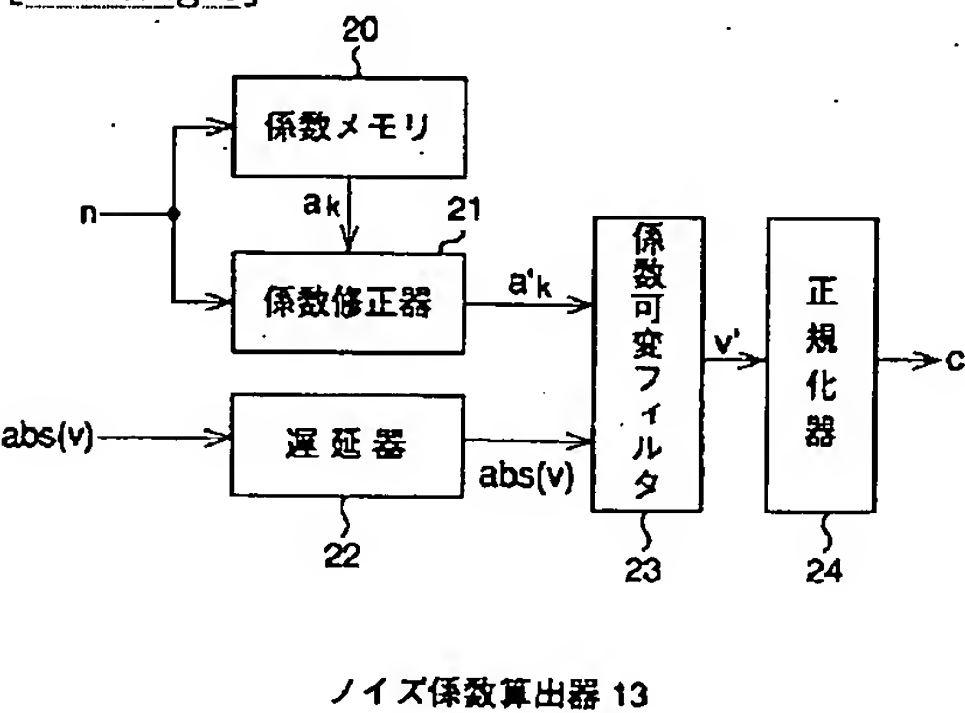 20
係数メモリ
n
ak
21
係数修正器
a'k
係数可変フィルタ
v'
正規化器
c
abs(v)
遅延器
abs(v)
22
23
24
ノイズ係数算出器 13